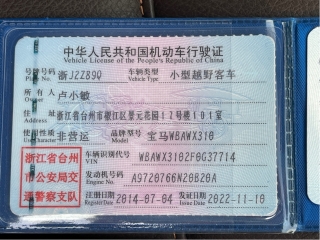 中华人民共和国机动车行驶证
Vehicle License of the People's Republic of China
号牌号码 浙JZZ89Q 车辆类型 小型越野客车
Plate No. Vehicle Type
所有人 卢小敏
Owner
住址 浙江省台州市椒江区景元花园17号楼101室
Address
使用性质 非营运 品牌型号 宝马WBAWX310
Use Character Model
浙江省台州
市公安局交
通警察支队
车辆识别代号 WBAWX3102F0G37714
VIN
发动机号码 A9720766N20B20A
Engine No.
注册日期 2014-07-04 发证日期 2022-11-10
Register Date Issue Date